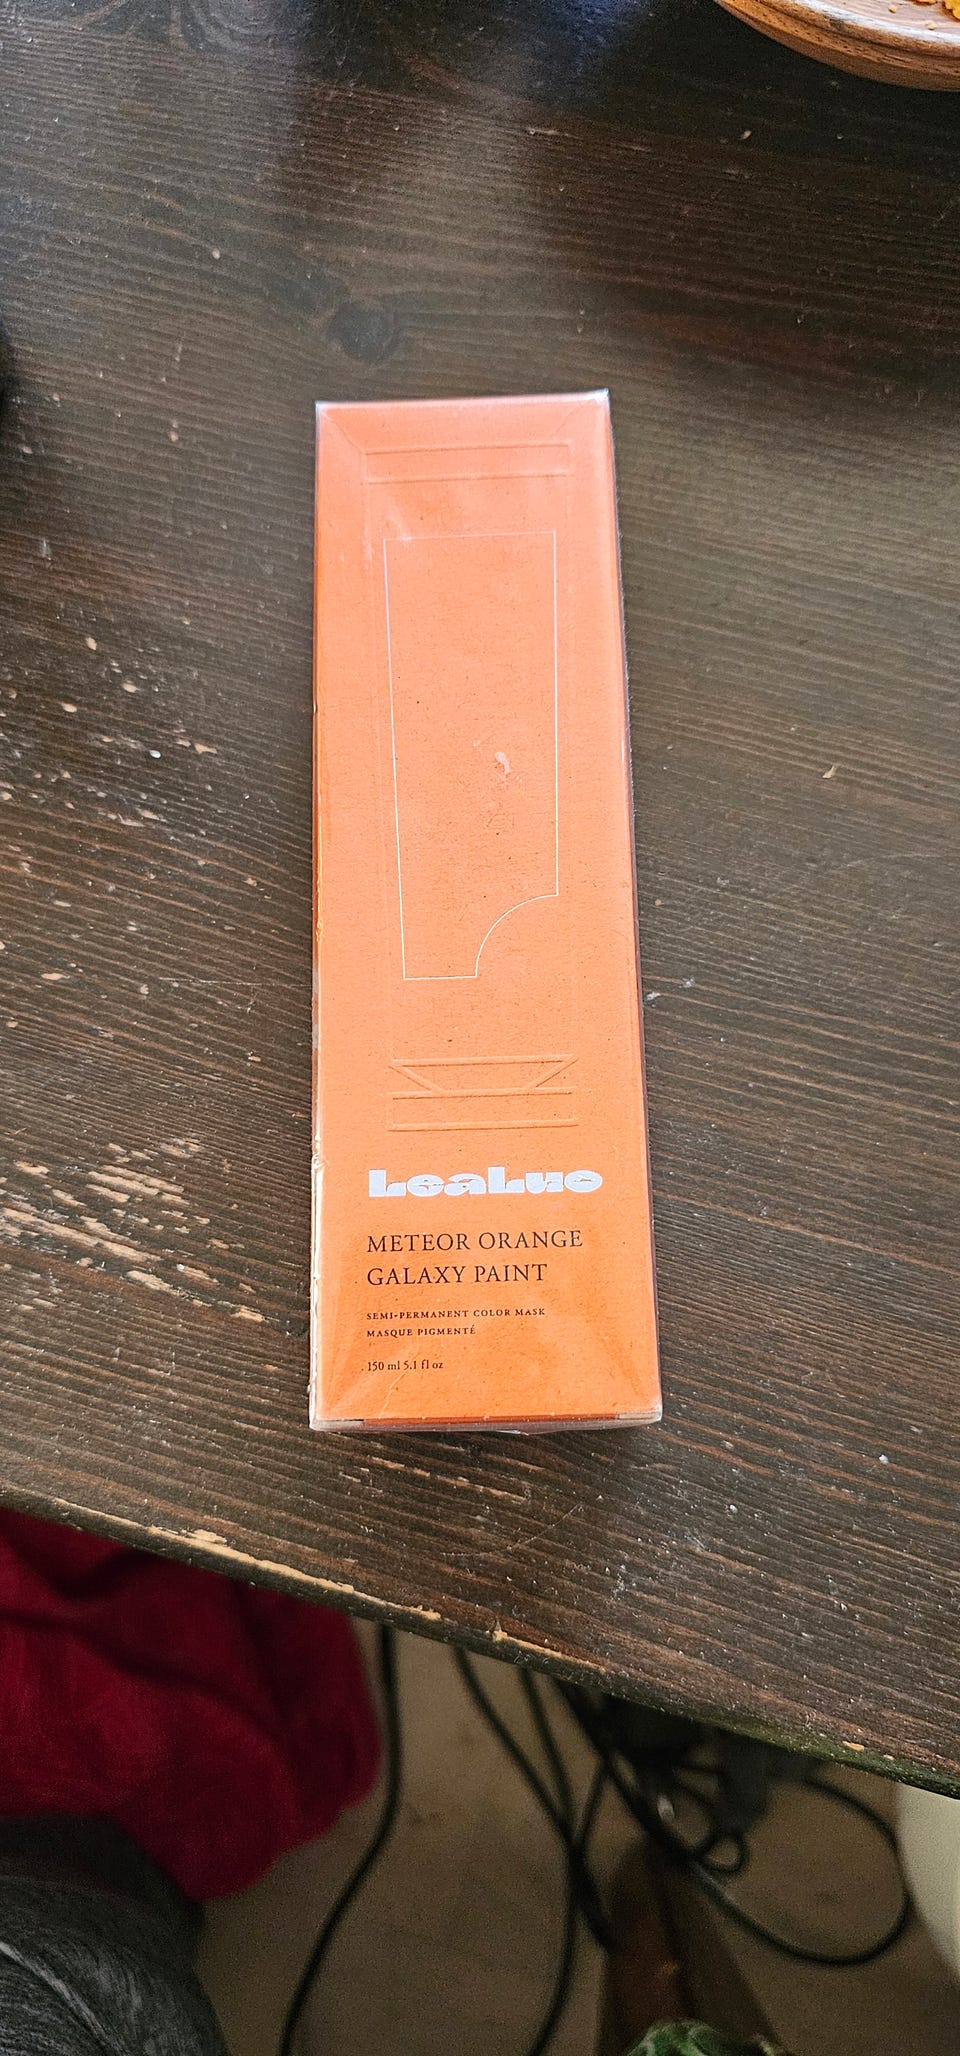 LeaLuo
METEOR ORANGE
GALAXY PAINT
SEMI-PERMANENT COLOR MASK
MASQUE PIGMENTÉ
150 ml 5.1 fl oz